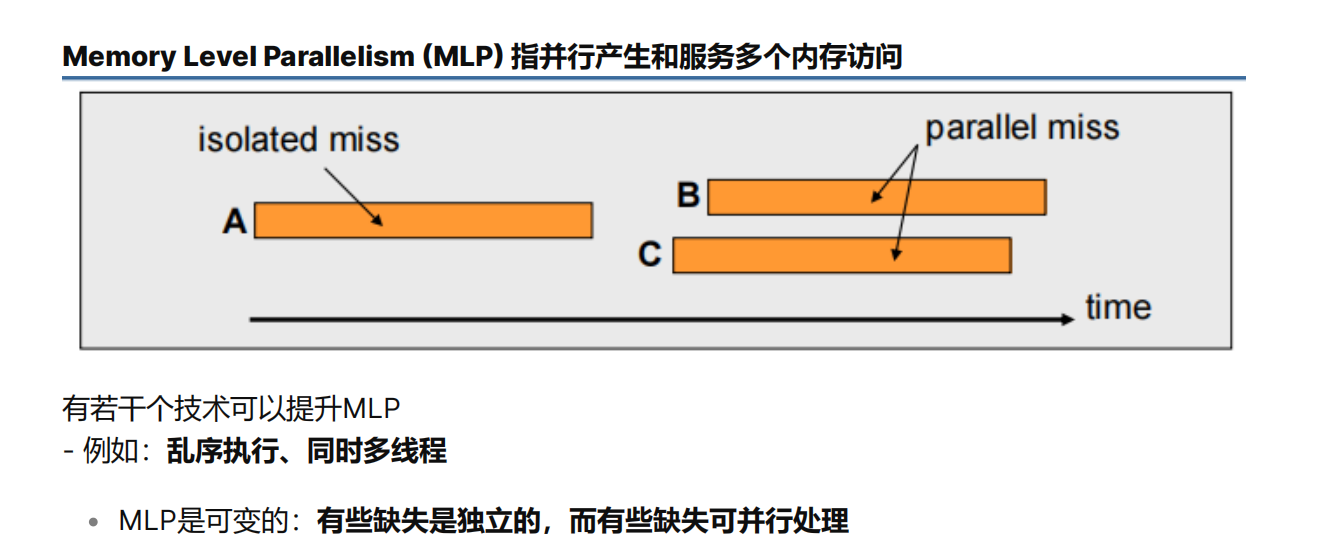 Memory Level Parallelism (MLP) 指并行产生和服务多个内存访问
isolated miss
parallel miss
B
A
C
time
有若干个技术可以提升MLP
- 例如：乱序执行、同时多线程
• MLP是可变的：有些缺失是独立的，而有些缺失可并行处理